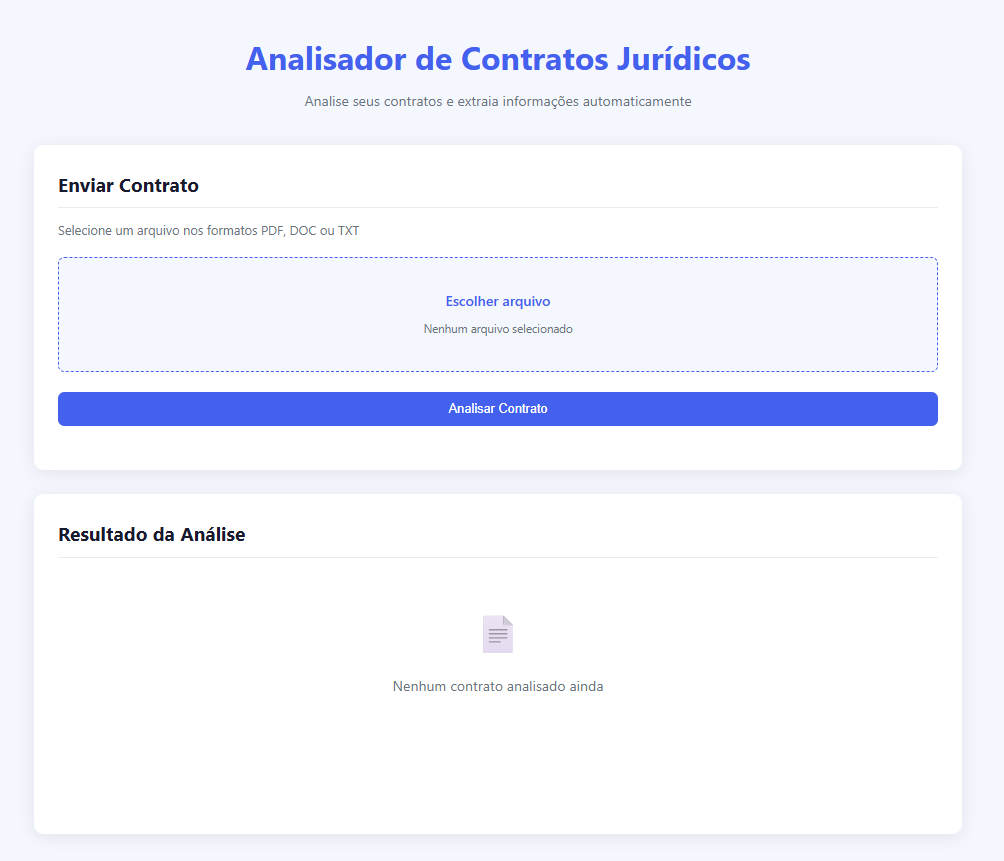 Analisador de Contratos Jurídicos
Analise seus contratos e extraia informações automaticamente
Enviar Contrato
Selecione um arquivo nos formatos PDF, DOC ou TXT
Escolher arquivo
Nenhum arquivo selecionado
Analisar Contrato
Resultado da Análise
Nenhum contrato analisado ainda